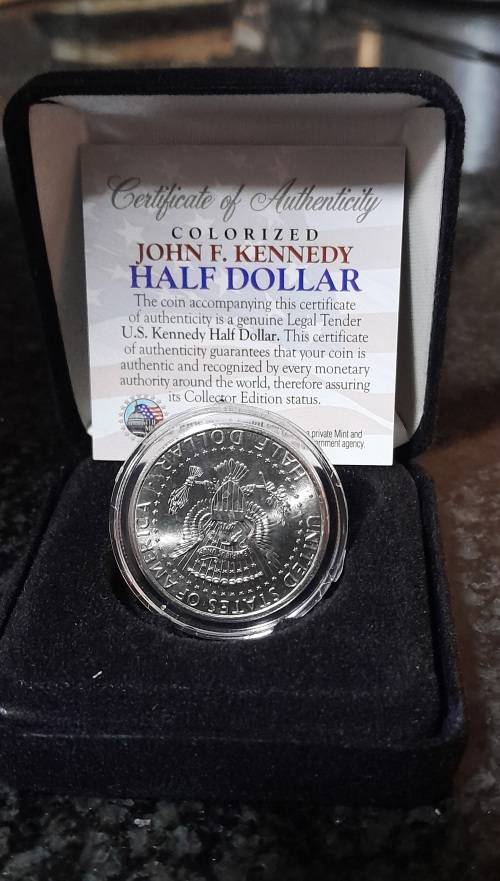 Certificate of Authenticity
COLORIZED
JOHN F. KENNEDY
HALF DOLLAR
The coin accompanying this certificate
of authenticity is a genuine Legal Tender
U.S. Kennedy Half Dollar. This certificate
of authenticity guarantees that your coin is
authentic and recognized by every monetary
authority around the world, therefore assuring
its Collector Edition status.
private Mint and
agency.
HALF DOLLAR
UNITED STATES OF AMERICA